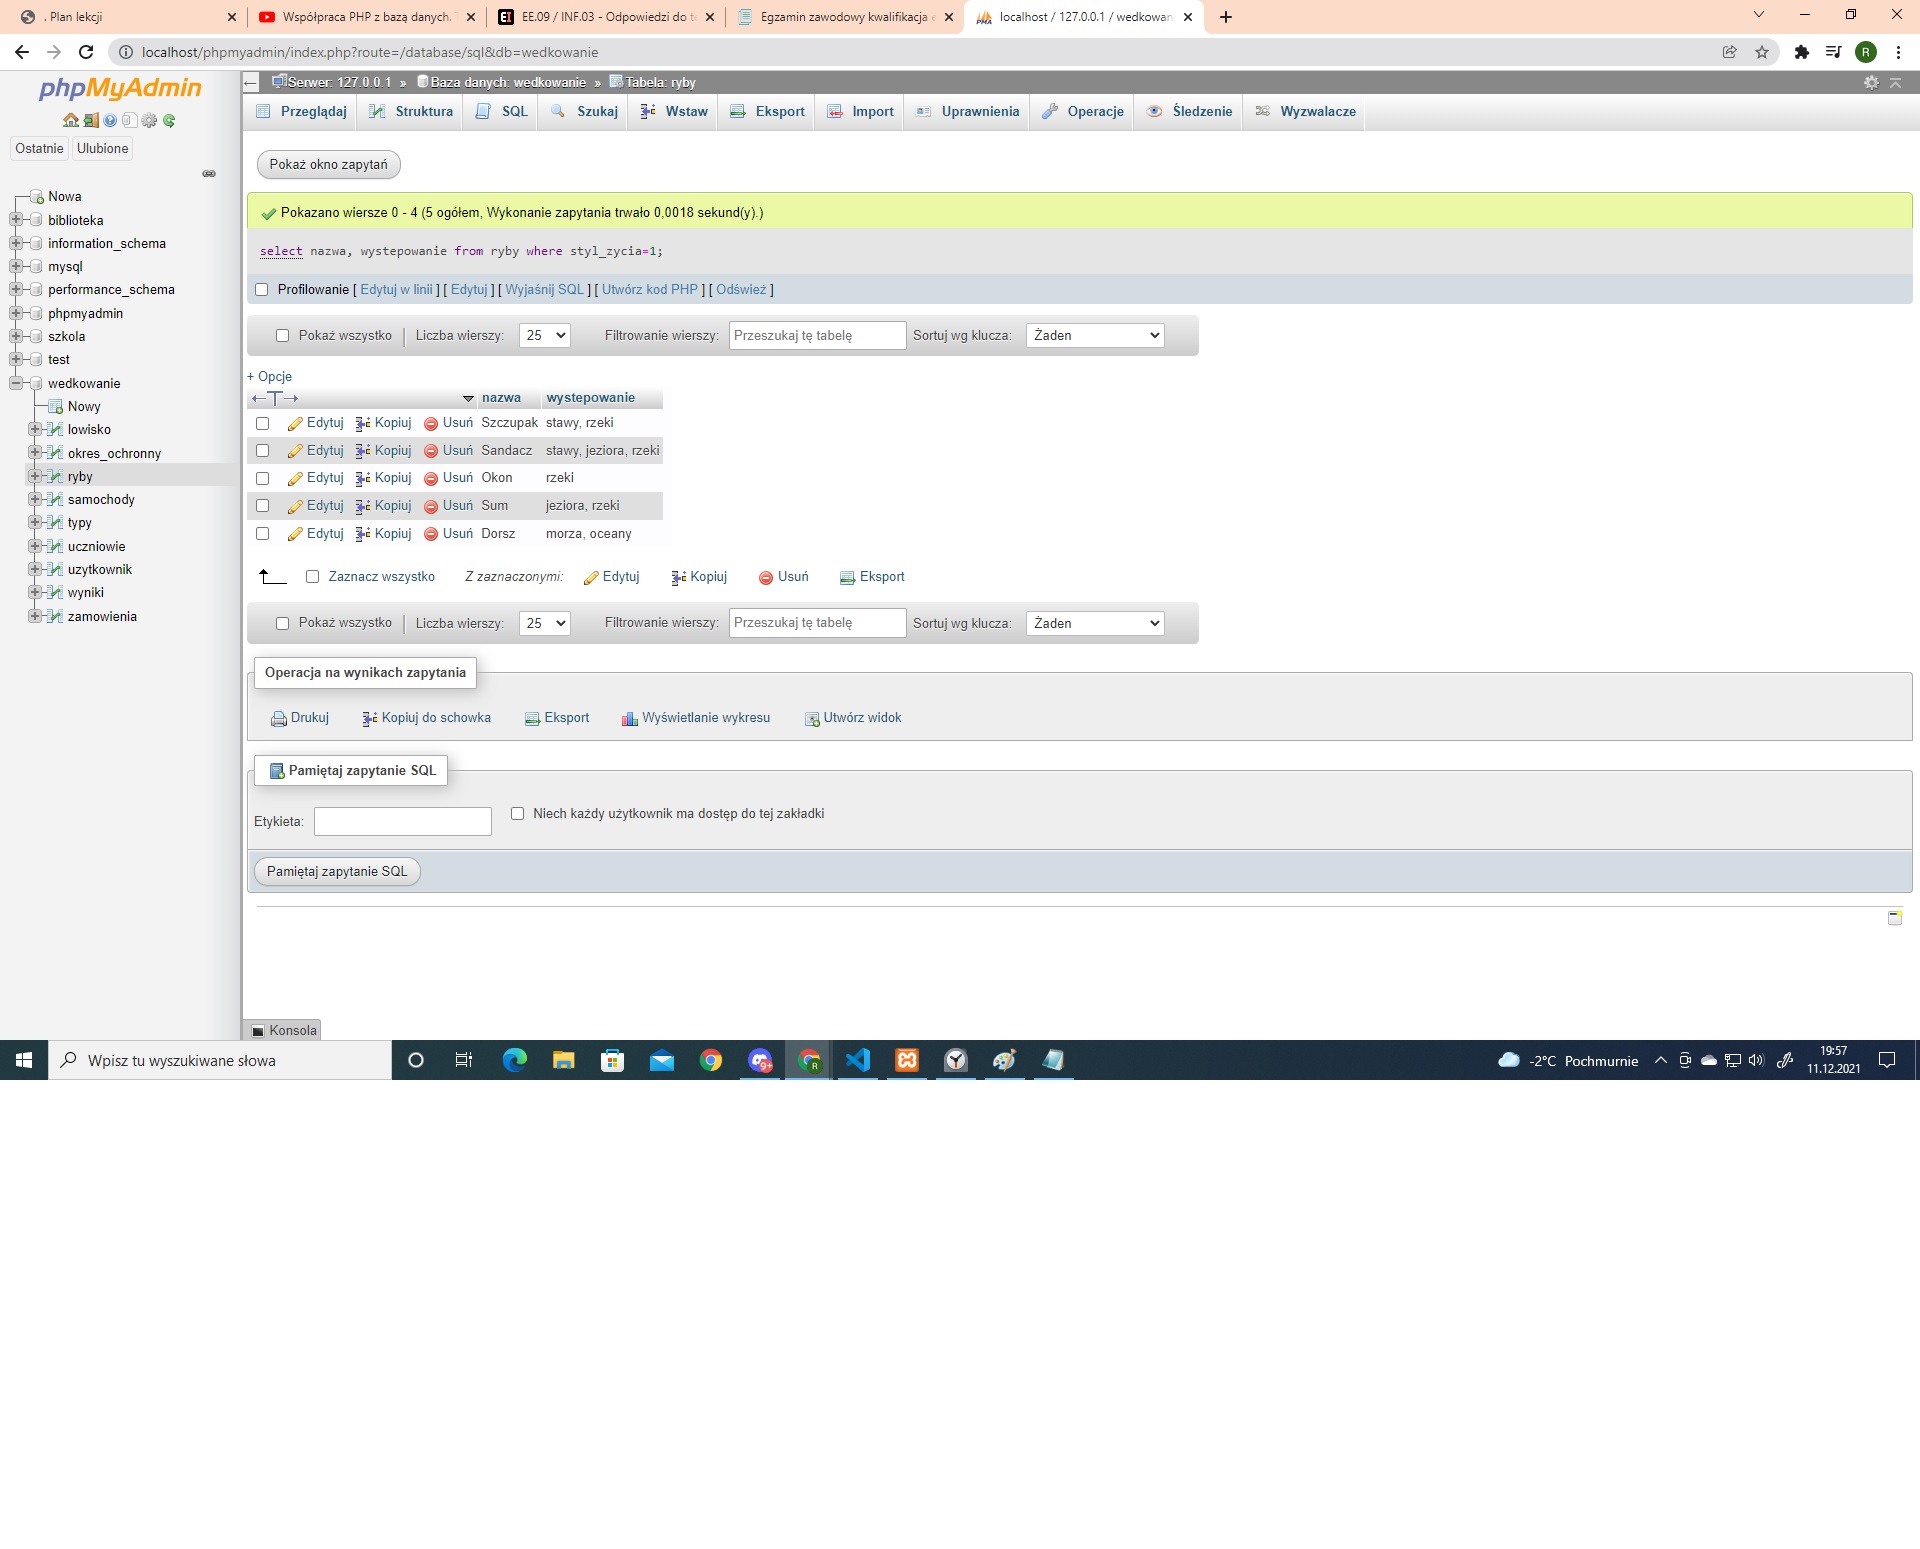 . Plan lekcji
Współpraca PHP z bazą danych.
EE.09 / INF.03 - Odpowiedzi do
Egzamin zawodowy kwalifikacja
localhost / 127.0.0.1 / wedkowan
localhost/phpmyadmin/index.php?route=/database/sql&db=wedkowanie
R
phpMyAdmin
Ostatnie Ulubione
Nowa
biblioteka
information_schema
mysql
performance_schema
phpmyadmin
szkola
test
wedkowanie
Nowy
lowisko
okres_ochronny
ryby
samochody
typy
uczniowie
uzytkownik
wyniki
zamowienia
Serwer: 127.0.0.1 » Baza danych: wedkowanie » Tabela: ryby
Przeglądaj Struktura SQL Szukaj Wstaw Eksport Import Uprawnienia Operacje Śledzenie Wyzwalacze
Pokaż okno zapytań
Pokazano wiersze 0 - 4 (5 ogółem, Wykonanie zapytania trwało 0,0018 sekund(y).)
select nazwa, wystepowanie from ryby where styl_zycia=1;
Profilowanie [ Edytuj w linii ] [ Edytuj ] [ Wyjaśnij SQL ] [ Utwórz kod PHP ] [ Odśwież ]
Pokaż wszystko Liczba wierszy: 25 Filtrowanie wierszy: Przeszukaj tę tabelę Sortuj wg klucza: Żaden
+ Opcje
←T→ nazwa wystepowanie
Edytuj Kopiuj Usuń Szczupak stawy, rzeki
Edytuj Kopiuj Usuń Sandacz stawy, jeziora, rzeki
Edytuj Kopiuj Usuń Okon rzeki
Edytuj Kopiuj Usuń Sum jeziora, rzeki
Edytuj Kopiuj Usuń Dorsz morza, oceany
Zaznacz wszystko Z zaznaczonymi: Edytuj Kopiuj Usuń Eksport
Pokaż wszystko Liczba wierszy: 25 Filtrowanie wierszy: Przeszukaj tę tabelę Sortuj wg klucza: Żaden
Operacja na wynikach zapytania
Drukuj Kopiuj do schowka Eksport Wyświetlanie wykresu Utwórz widok
Pamiętaj zapytanie SQL
Etykieta: Niech każdy użytkownik ma dostęp do tej zakładki
Pamiętaj zapytanie SQL
Konsola
Wpisz tu wyszukiwane słowa
9+
R
-2°C Pochmurnie
19:57
11.12.2021